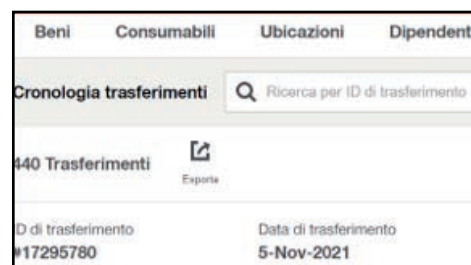 Beni Consumabili Ubicazioni Dipendent
Cronologia trasferimenti Ricerca per ID di trasferimento
440 Trasferimenti Esporta
ID di trasferimento Data di trasferimento
#17295780 5-Nov-2021